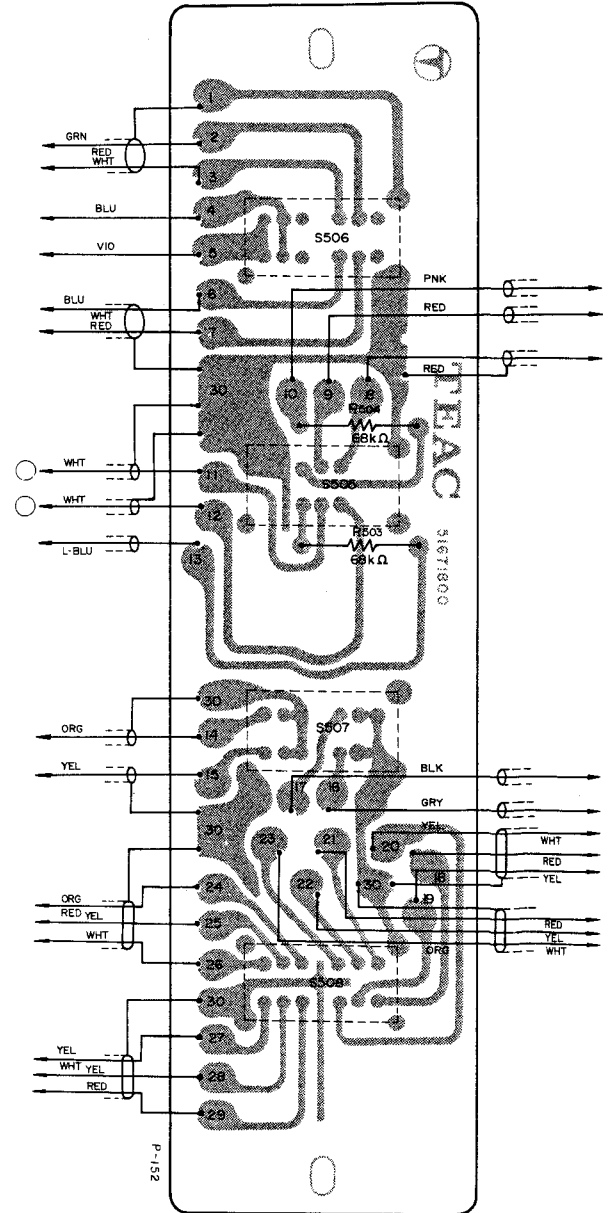 T
1
GRN
2
RED
WHT
3
BLU
4
S506
VIO
5
PNK
BLU
6
RED
WHT
RED
7
RED
30
10
9
8
TEAC
R504
68kΩ
WHT
11
S505
WHT
12
L-BLU
13
R503
68kΩ
51671800
30
S507
ORG
14
YEL
15
BLK
17
16
GRY
30
YEL
23
21
20
WHT
RED
18
YEL
ORG
24
22
30
19
RED
YEL
25
RED
YEL
WHT
ORG
WHT
26
S508
30
27
YEL
WHT
YEL
28
RED
29
P-152